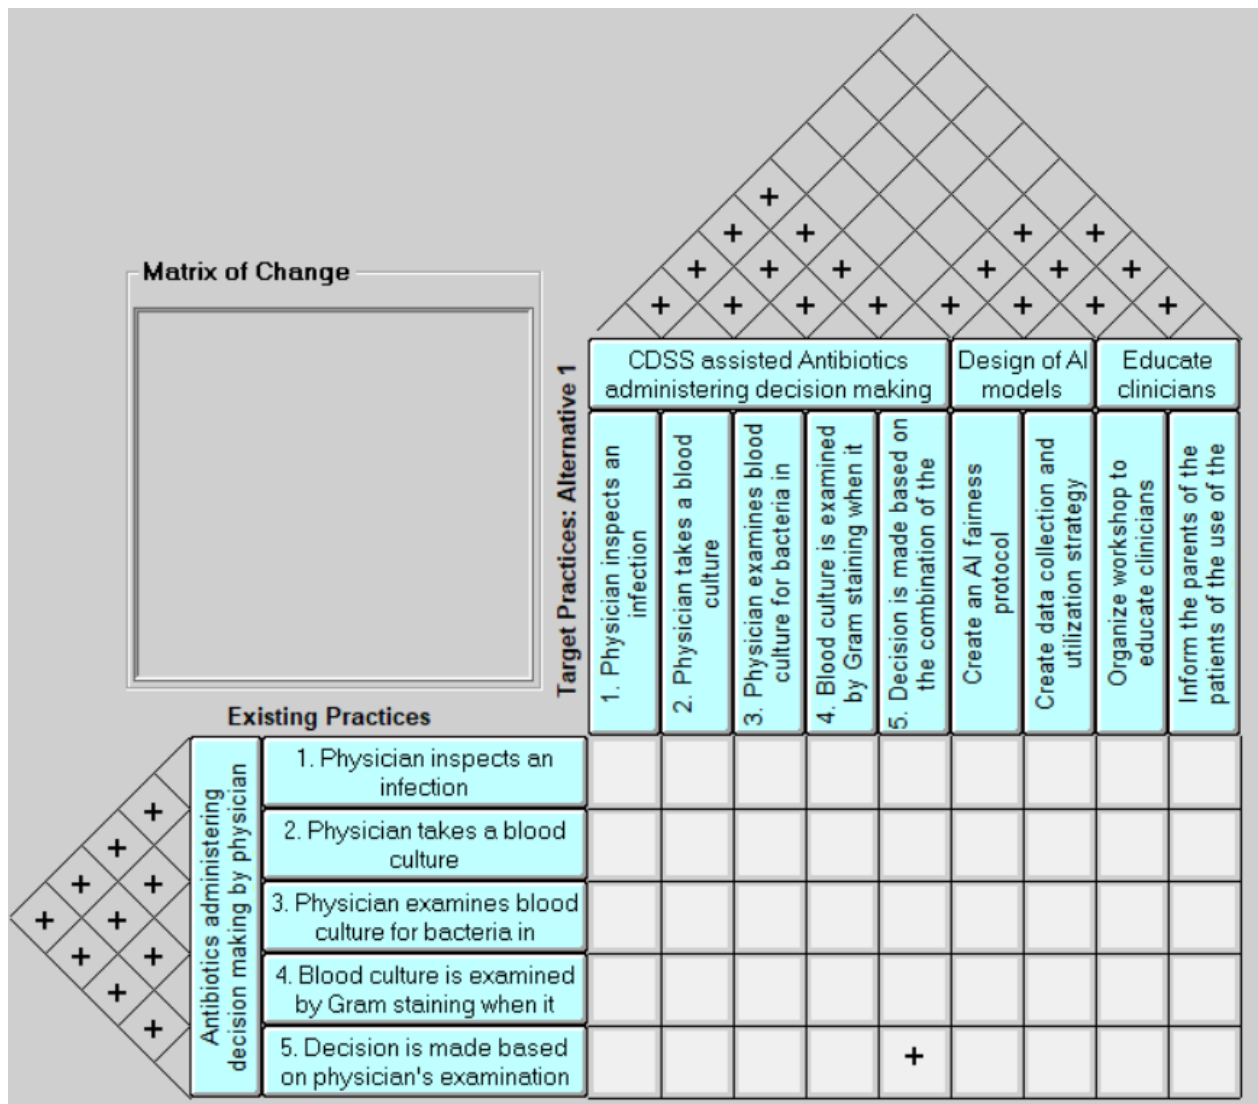 Matrix of Change
Target Practices: Alternative 1
CDSS assisted Antibiotics
administering decision making
Design of AI
models
Educate
clinicians
1. Physician inspects an
infection
2. Physician takes a blood
culture
3. Physician examines blood
culture for bacteria in
4. Blood culture is examined
by Gram staining when it
5. Decision is made based on
the combination of the
Create an AI fairness
protocol
Create data collection and
utilization strategy
Organize workshop to
educate clinicians
Inform the parents of the
patients of the use of the
Existing Practices
Antibiotics administering
decision making by physician
1. Physician inspects an
infection
2. Physician takes a blood
culture
3. Physician examines blood
culture for bacteria in
4. Blood culture is examined
by Gram staining when it
5. Decision is made based
on physician's examination